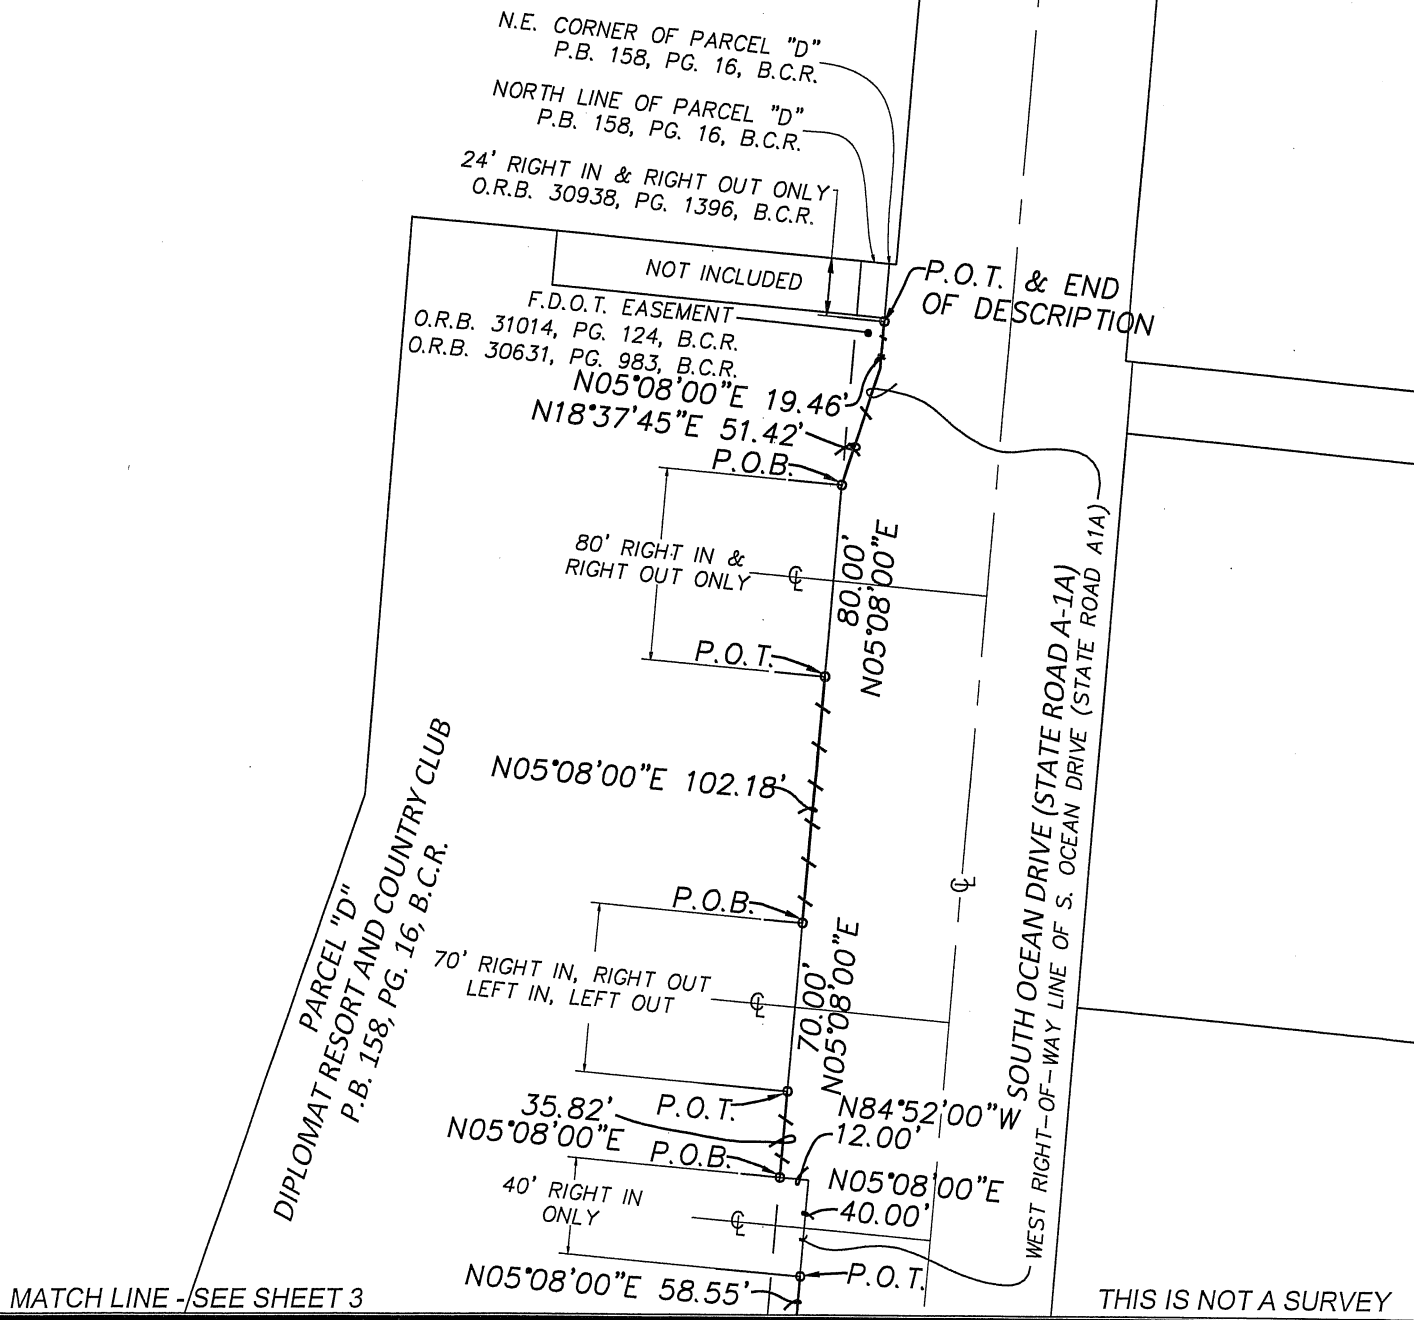 N.E. CORNER OF PARCEL "D"
P.B. 158, PG. 16, B.C.R.
NORTH LINE OF PARCEL "D"
P.B. 158, PG. 16, B.C.R.
24' RIGHT IN & RIGHT OUT ONLY
O.R.B. 30938, PG. 1396, B.C.R.
NOT INCLUDED
P.O.T. & END
OF DESCRIPTION
F.D.O.T. EASEMENT
O.R.B. 31014, PG. 124, B.C.R.
O.R.B. 30631, PG. 983, B.C.R.
N05°08'00"E 19.46'
N18°37'45"E 51.42'
P.O.B.
80' RIGHT IN &
RIGHT OUT ONLY
℄
80.00'
N05°08'00"E
P.O.T.
N05°08'00"E 102.18'
℄
P.O.B.
70' RIGHT IN, RIGHT OUT
LEFT IN, LEFT OUT
℄
70.00'
N05°08'00"E
P.O.T.
35.82'
N05°08'00"E
P.O.B.
N84°52'00"W
12.00'
N05°08'00"E
40.00'
40' RIGHT IN
ONLY
℄
P.O.T.
N05°08'00"E 58.55'
SOUTH OCEAN DRIVE (STATE ROAD A-1A)
WEST RIGHT-OF-WAY LINE OF S. OCEAN DRIVE (STATE ROAD A1A)
PARCEL "D"
DIPLOMAT RESORT AND COUNTRY CLUB
P.B. 158, PG. 16, B.C.R.
MATCH LINE - SEE SHEET 3
THIS IS NOT A SURVEY